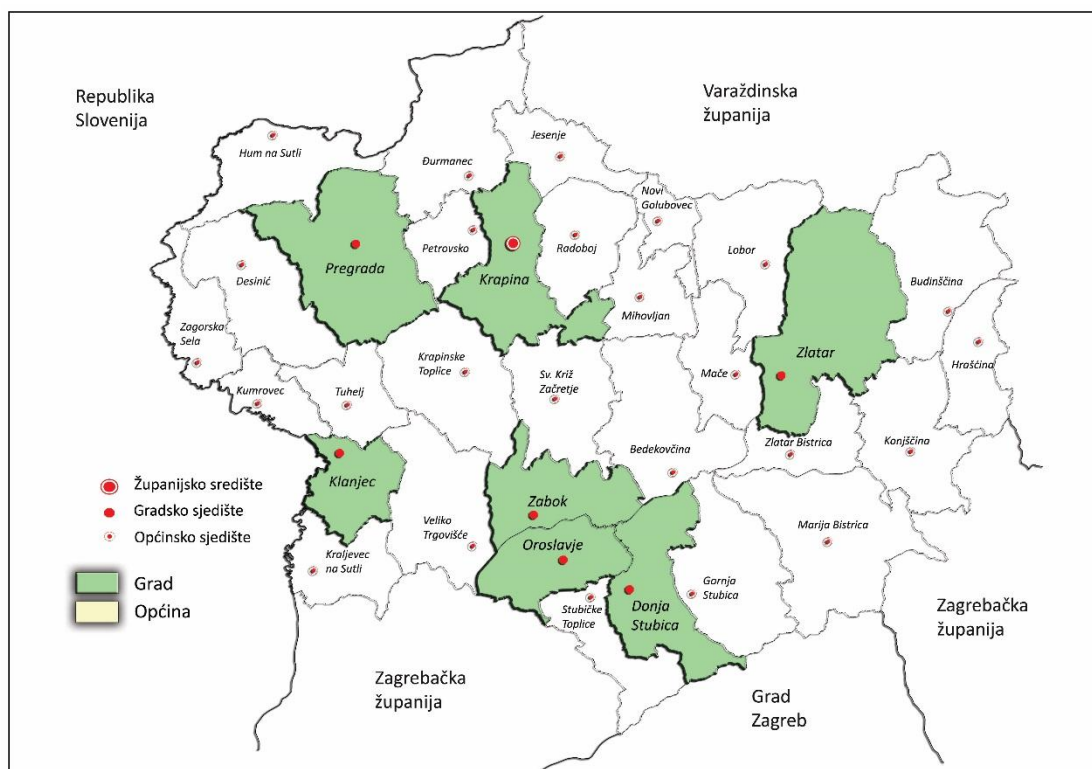 Republika
Slovenija
Varaždinska
županija
Hum na Sutli
Đurmanec
Jesenje
Novi
Golubovec
Pregrada
Petrovsko
Krapina
Radoboj
Lobor
Desinić
Mihovljan
Budinščina
Zagorska
Sela
Krapinske
Toplice
Sv. Križ
Začretje
Mače
Zlatar
Hrašćina
Kumrovec
Tuhelj
Bedekovčina
Zlatar Bistrica
Konjščina
Klanjec
Zabok
Veliko
Trgovišće
Oroslavje
Marija Bistrica
Kraljevec
na Sutli
Stubičke
Toplice
Donja
Stubica
Gornja
Stubica
Županijsko središte
Gradsko sjedište
Općinsko sjedište
Grad
Općina
Zagrebačka
županija
Grad
Zagreb
Zagrebačka
županija